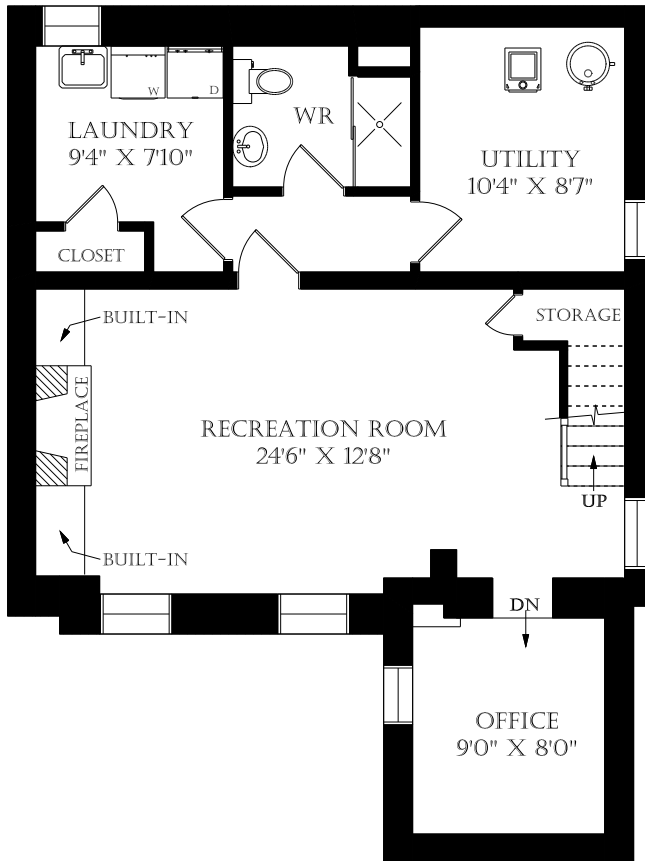 WR
W
D
LAUNDRY
9'4" X 7'10"
UTILITY
10'4" X 8'7"
CLOSET
BUILT-IN
STORAGE
FIREPLACE
RECREATION ROOM
24'6" X 12'8"
UP
BUILT-IN
DN
OFFICE
9'0" X 8'0"